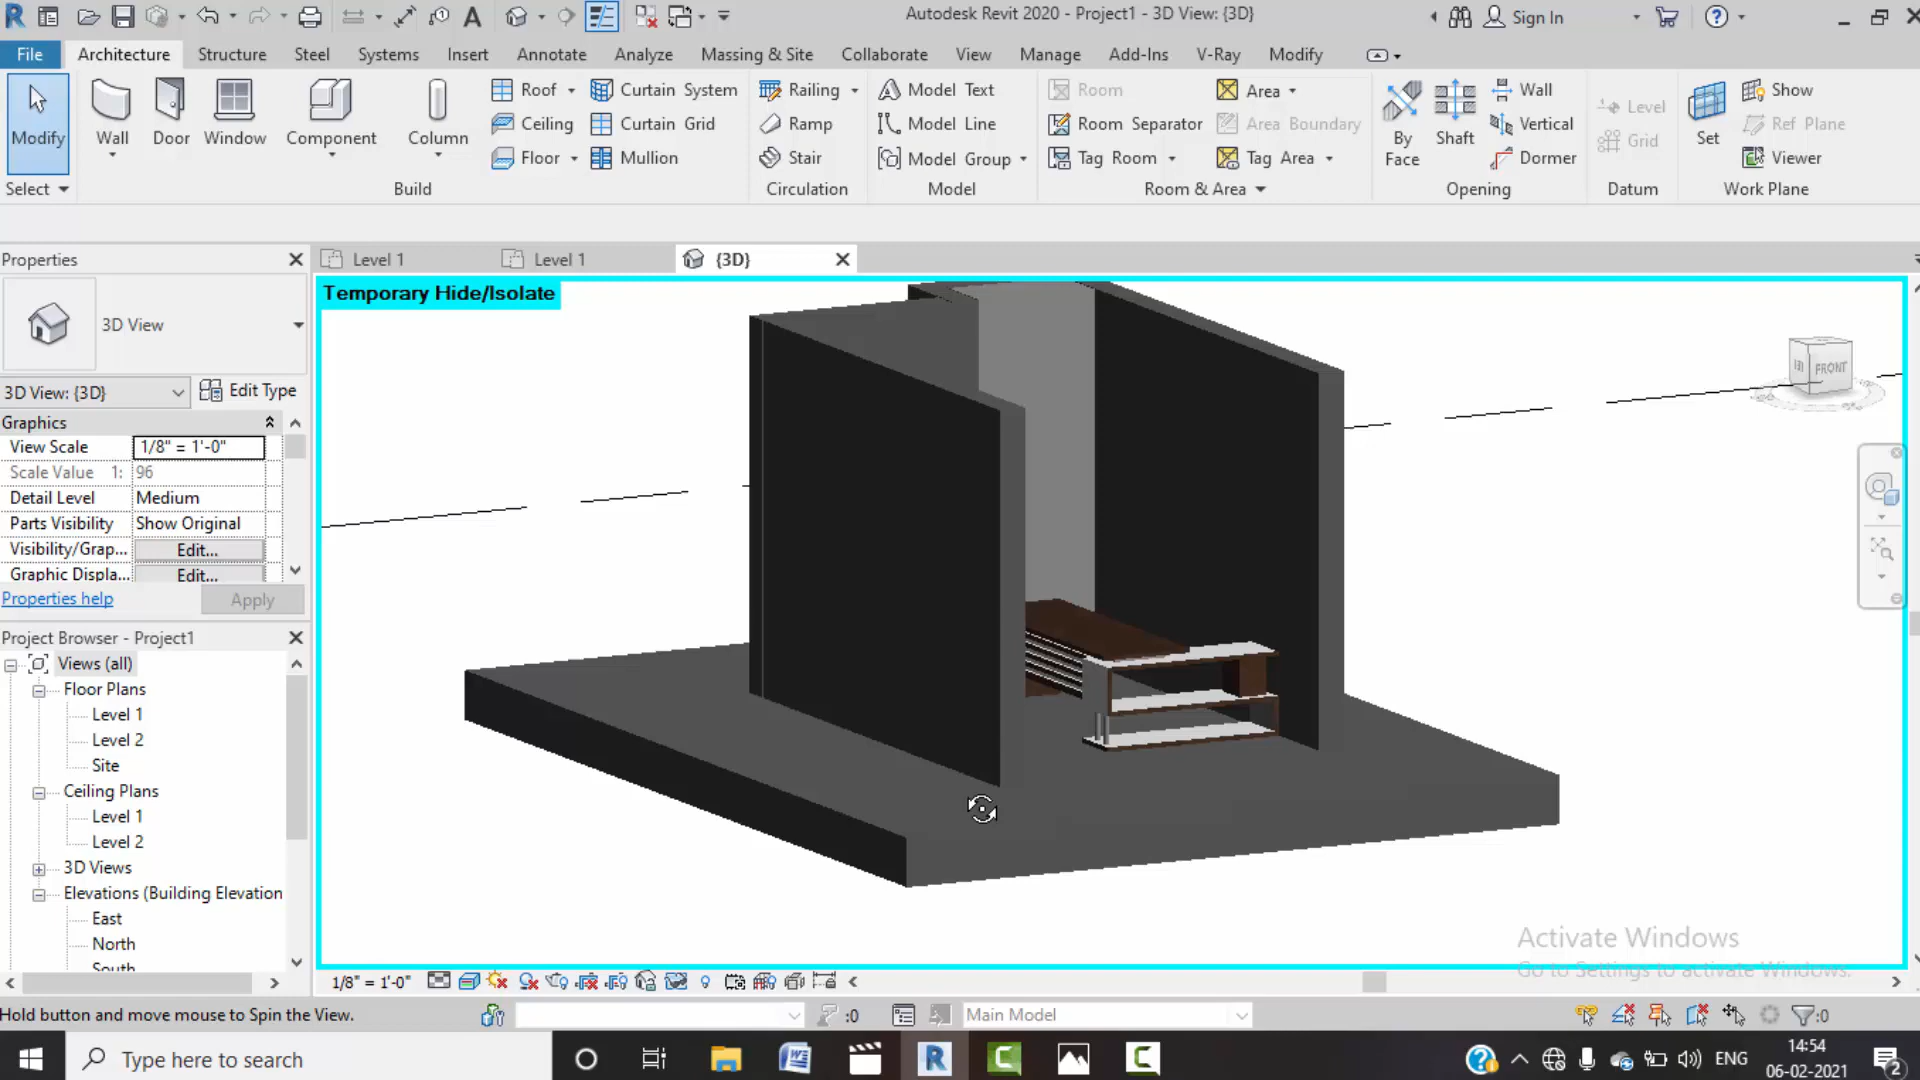 Autodesk Revit 2020 - Project1 - 3D View: {3D}
Sign In
File Architecture Structure Steel Systems Insert Annotate Analyze Massing & Site Collaborate View Manage Add-Ins V-Ray Modify
Modify
Wall
Door
Window
Component
Column
Roof
Ceiling
Floor
Curtain System
Curtain Grid
Mullion
Railing
Ramp
Stair
Model Text
Model Line
Model Group
Room
Room Separator
Tag Room
Area
Area Boundary
Tag Area
By Face
Shaft
Wall
Vertical
Dormer
Level
Grid
Set
Show
Ref Plane
Viewer
Select
Build
Circulation
Model
Room & Area
Opening
Datum
Work Plane
Properties
Level 1
Level 1
{3D}
Temporary Hide/Isolate
3D View
3D View: {3D}
Edit Type
Graphics
View Scale 1/8" = 1'-0"
Scale Value 1: 96
Detail Level Medium
Parts Visibility Show Original
Visibility/Grap... Edit...
Graphic Displa... Edit...
Properties help
Apply
FRONT
Project Browser - Project1
Views (all)
Floor Plans
Level 1
Level 2
Site
Ceiling Plans
Level 1
Level 2
3D Views
Elevations (Building Elevation
East
North
South
Activate Windows
Go to Settings to activate Windows.
1/8" = 1'-0"
Hold button and move mouse to Spin the View.
:0
Main Model
:0
Type here to search
ENG
14:54
06-02-2021
2